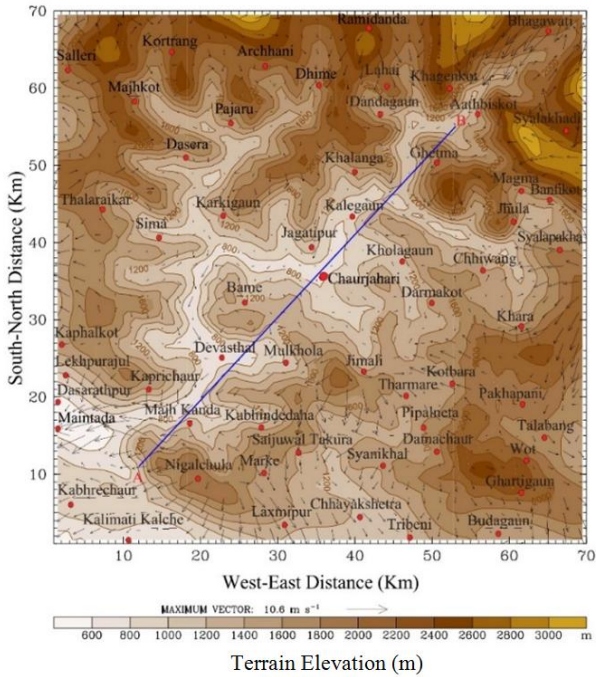 70
Ramidanda
Bhagawati
Kortrang
Archhani
Salleri
60
Dhime
Lahai
Khagenkot
Majhkot
Dandagaun
Aathbiskot
Pajaru
B
Syalakhadi
Dasera
50
Khalanga
Ghetma
Magma
Banfikot
Thalaraikar
Karkigaun
Kalegaun
Jhula
Sima
40
Jagatipur
Kholagaun
Syalapakha
Chhiwang
Chaurjahari
Barne
Darmakot
30
Khara
Kaphalkot
Devasthal
Mulkhola
Lekhpurajul
Jimali
Kaprichaur
Kotbara
Dasarathpur
Tharmare
Pakhapani
20
Majh Kanda
Kubhindedaha
Pipalneta
Maintada
Talabang
Saijuwal Takura
Damachaur
Wot
A
Nigalchula
Marke
Syanikhal
10
Ghartigaun
Kabhrechaur
Chhayakshetra
Kalimati Kalche
Laxmipur
Tribeni
Budagaun
10 20 30 40 50 60 70
South-North Distance (Km)
West-East Distance (Km)
MAXIMUM VECTOR: 10.6 m s⁻¹
600 800 1000 1200 1400 1600 1800 2000 2200 2400 2600 2800 3000 m
Terrain Elevation (m)